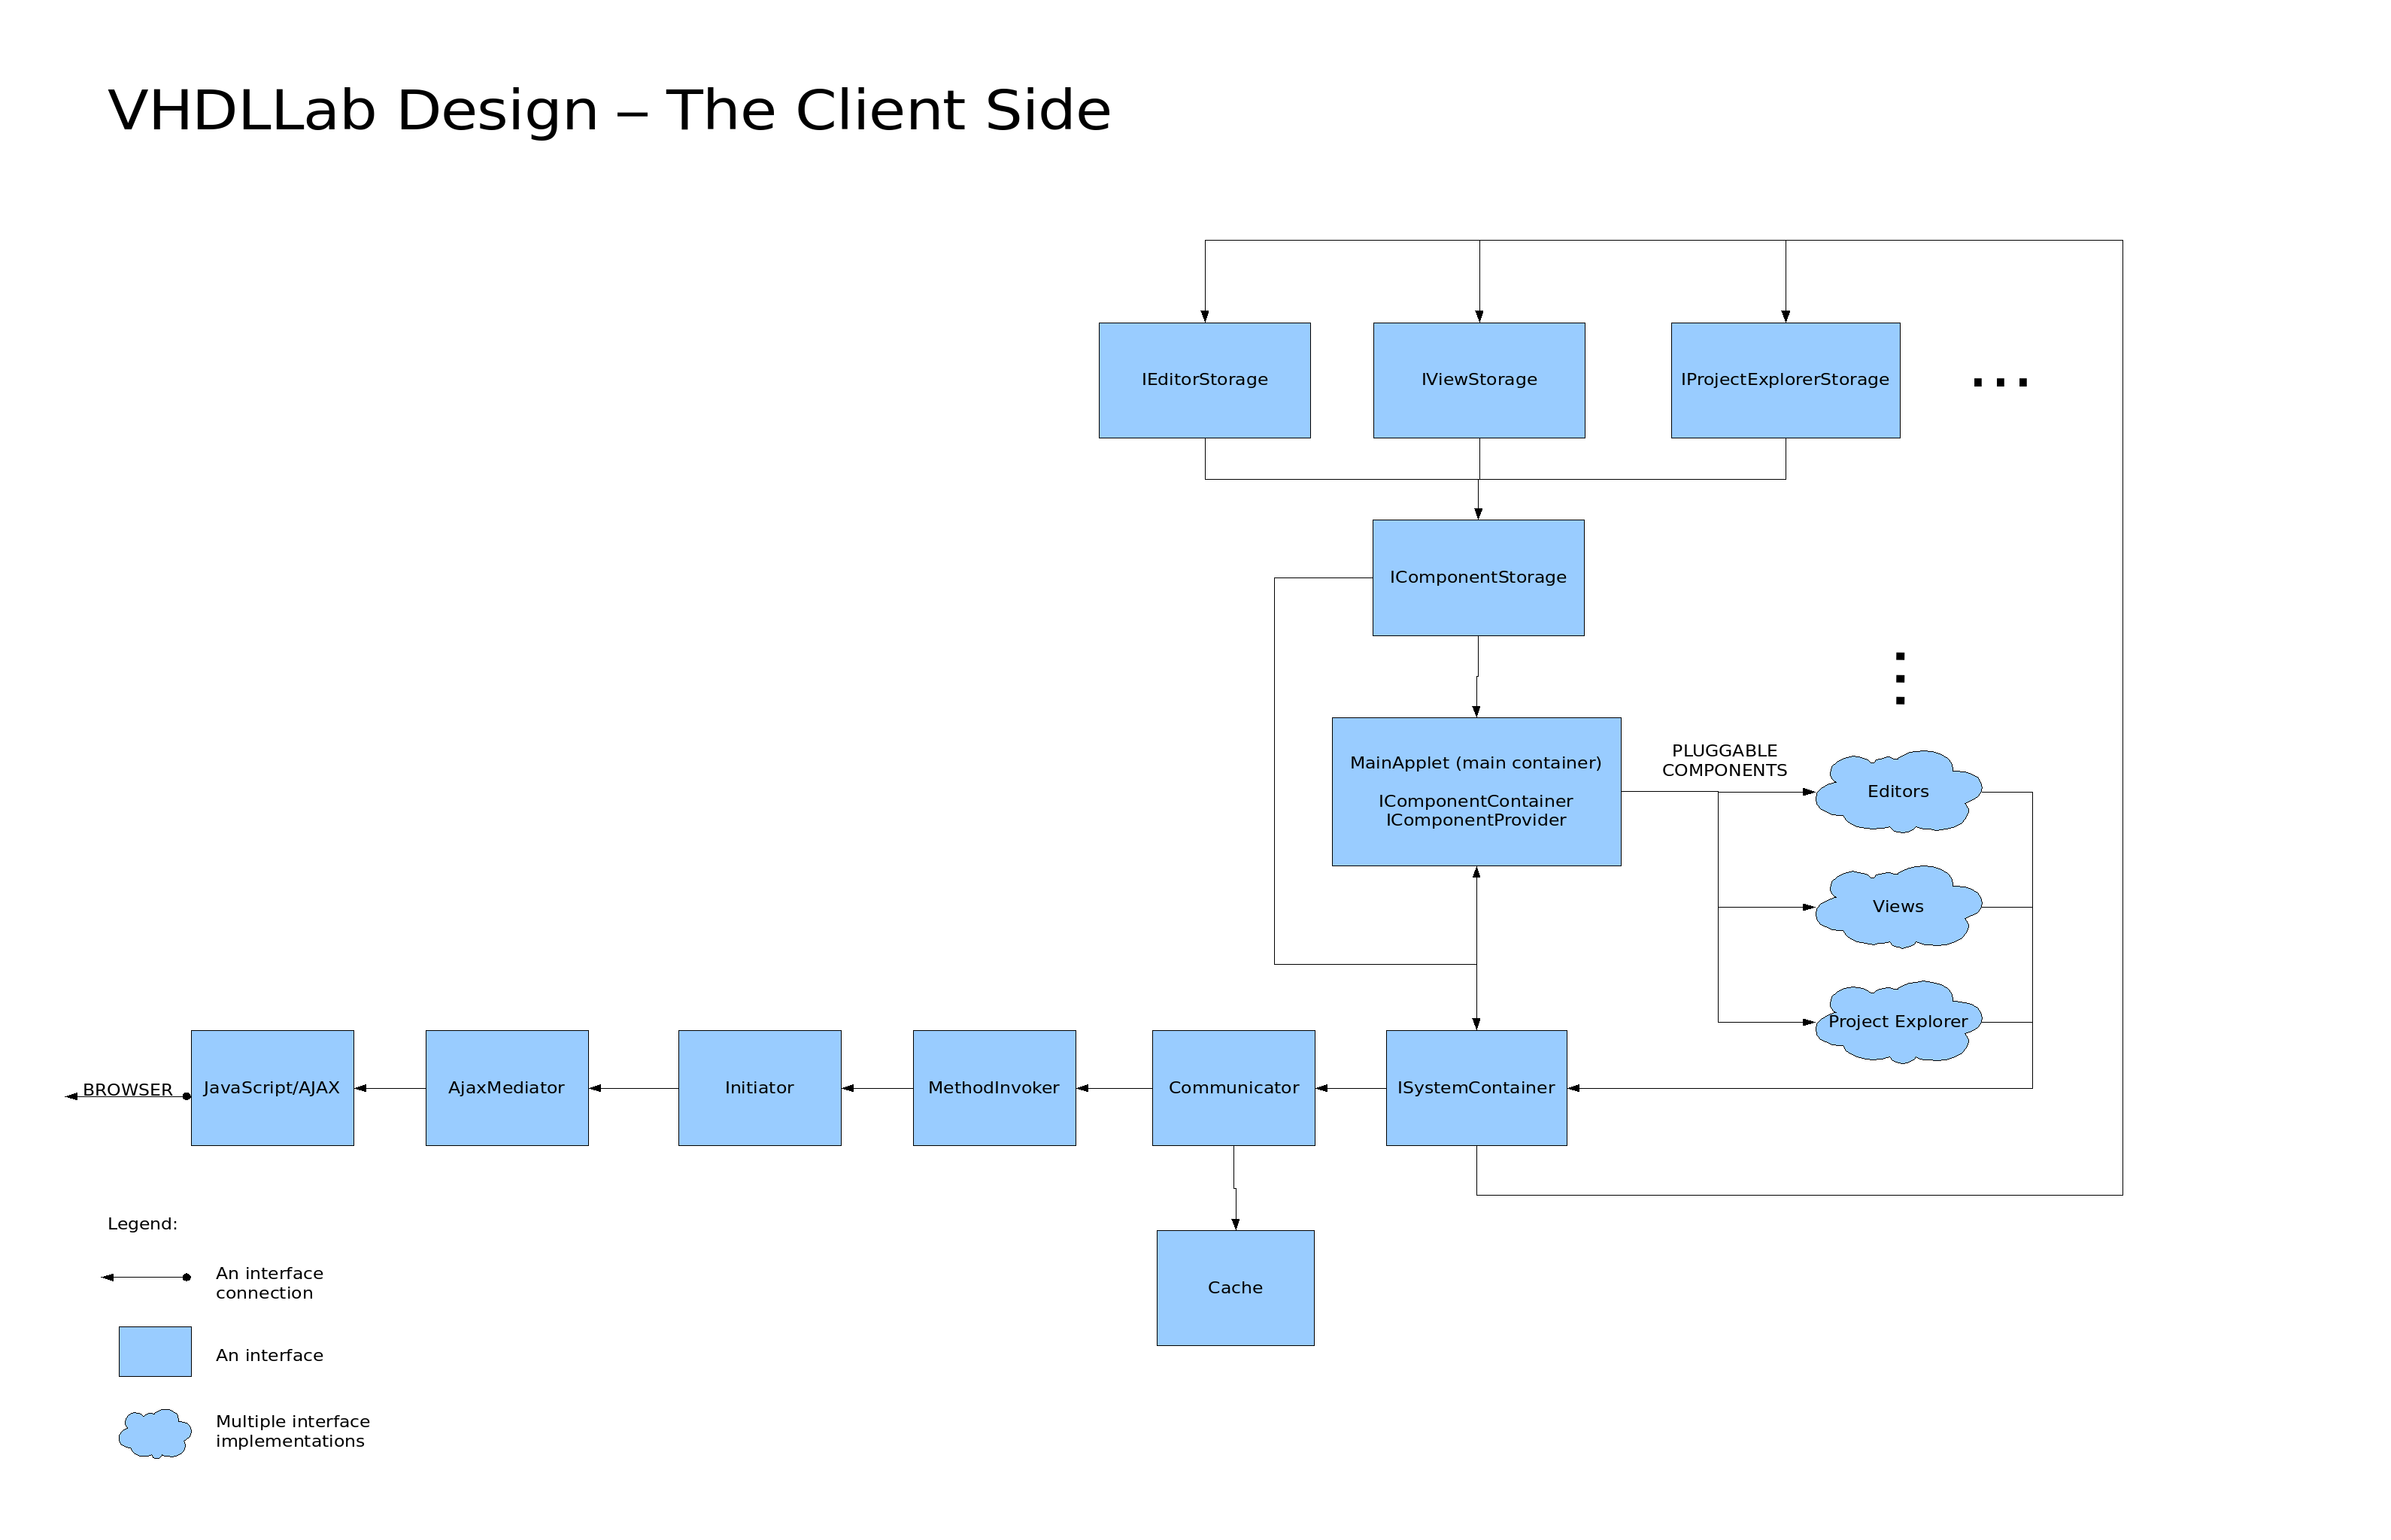 VHDLLab Design – The Client Side
IEditorStorage
IViewStorage
IProjectExplorerStorage
...
IComponentStorage
MainApplet (main container)
IComponentContainer
IComponentProvider
PLUGGABLE
COMPONENTS
Editors
Views
Project Explorer
BROWSER
JavaScript/AJAX
AjaxMediator
Initiator
MethodInvoker
Communicator
ISystemContainer
Cache
Legend:
An interface
connection
An interface
Multiple interface
implementations